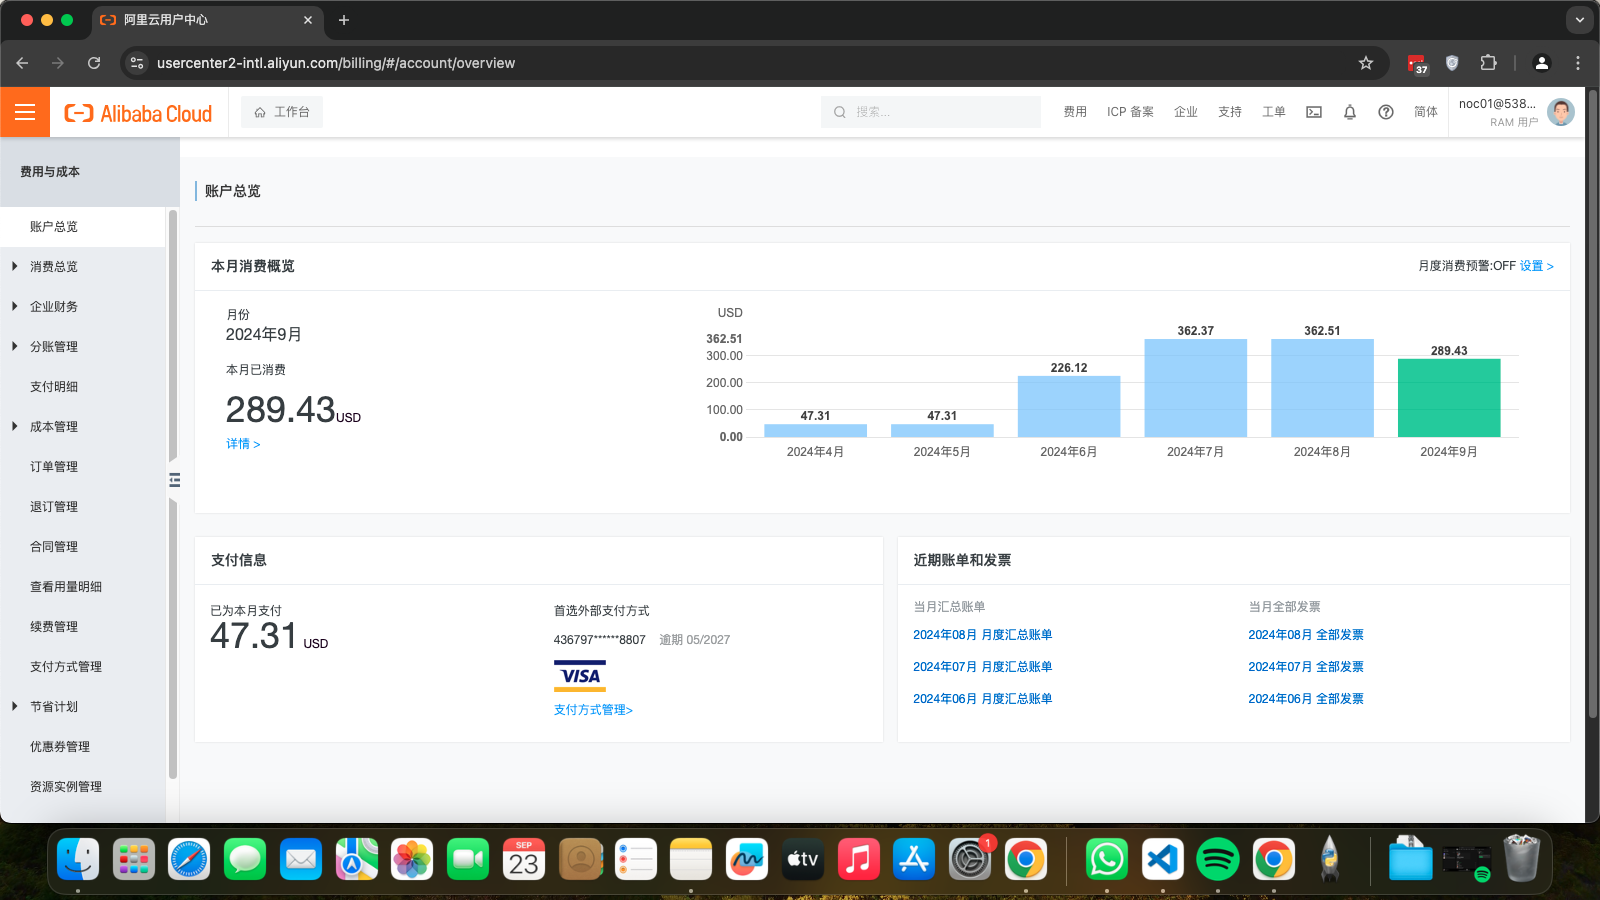 阿里云用户中心
usercenter2-intl.aliyun.com/billing/#/account/overview
37
Alibaba Cloud
工作台
搜索...
费用
ICP 备案
企业
支持
工单
简体
noc01@538...
RAM 用户
费用与成本
账户总览
消费总览
企业财务
分账管理
支付明细
成本管理
订单管理
退订管理
合同管理
查看用量明细
续费管理
支付方式管理
节省计划
优惠券管理
资源实例管理
账户总览
本月消费概览
月度消费预警:OFF 设置 >
月份
2024年9月
本月已消费
289.43USD
详情 >
USD
362.51
300.00
200.00
100.00
0.00
47.31
47.31
226.12
362.37
362.51
289.43
2024年4月
2024年5月
2024年6月
2024年7月
2024年8月
2024年9月
支付信息
已为本月支付
47.31 USD
首选外部支付方式
436797******8807 逾期 05/2027
VISA
支付方式管理>
近期账单和发票
当月汇总账单
2024年08月 月度汇总账单
2024年07月 月度汇总账单
2024年06月 月度汇总账单
当月全部发票
2024年08月 全部发票
2024年07月 全部发票
2024年06月 全部发票
SEP
23
tv
1